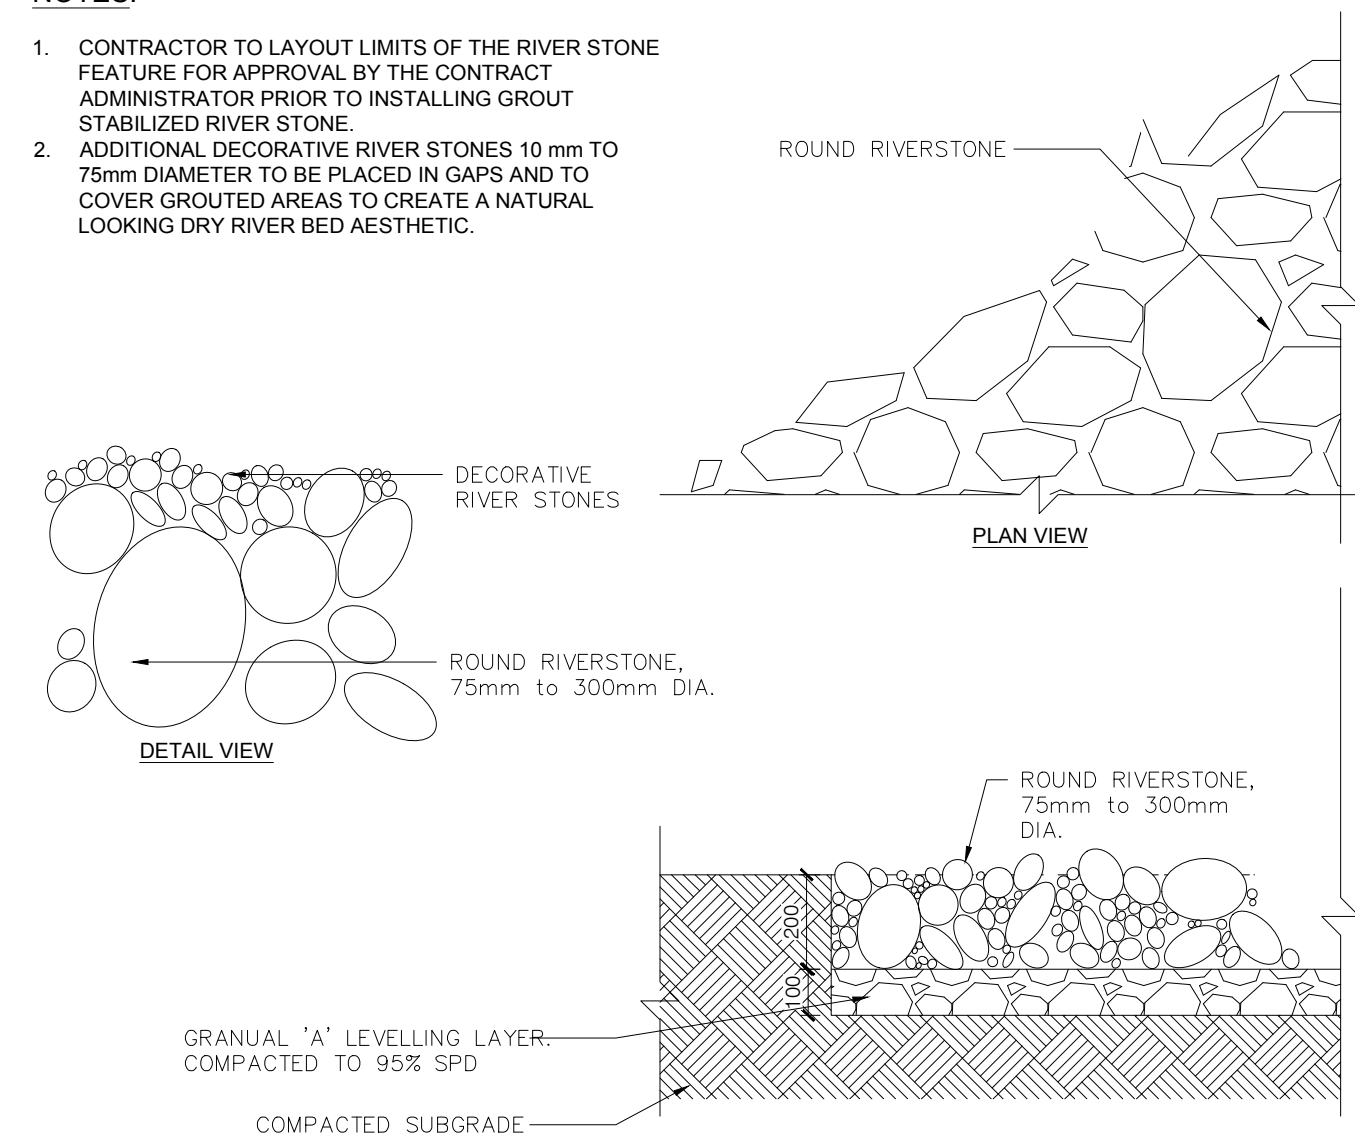 NOTES:
1. CONTRACTOR TO LAYOUT LIMITS OF THE RIVER STONE
FEATURE FOR APPROVAL BY THE CONTRACT
ADMINISTRATOR PRIOR TO INSTALLING GROUT
STABILIZED RIVER STONE.
2. ADDITIONAL DECORATIVE RIVER STONES 10 mm TO
75mm DIAMETER TO BE PLACED IN GAPS AND TO
COVER GROUTED AREAS TO CREATE A NATURAL
LOOKING DRY RIVER BED AESTHETIC.
ROUND RIVERSTONE
PLAN VIEW
DECORATIVE
RIVER STONES
ROUND RIVERSTONE,
75mm to 300mm DIA.
DETAIL VIEW
ROUND RIVERSTONE,
75mm to 300mm
DIA.
200
100
GRANUAL 'A' LEVELLING LAYER.
COMPACTED TO 95% SPD
COMPACTED SUBGRADE